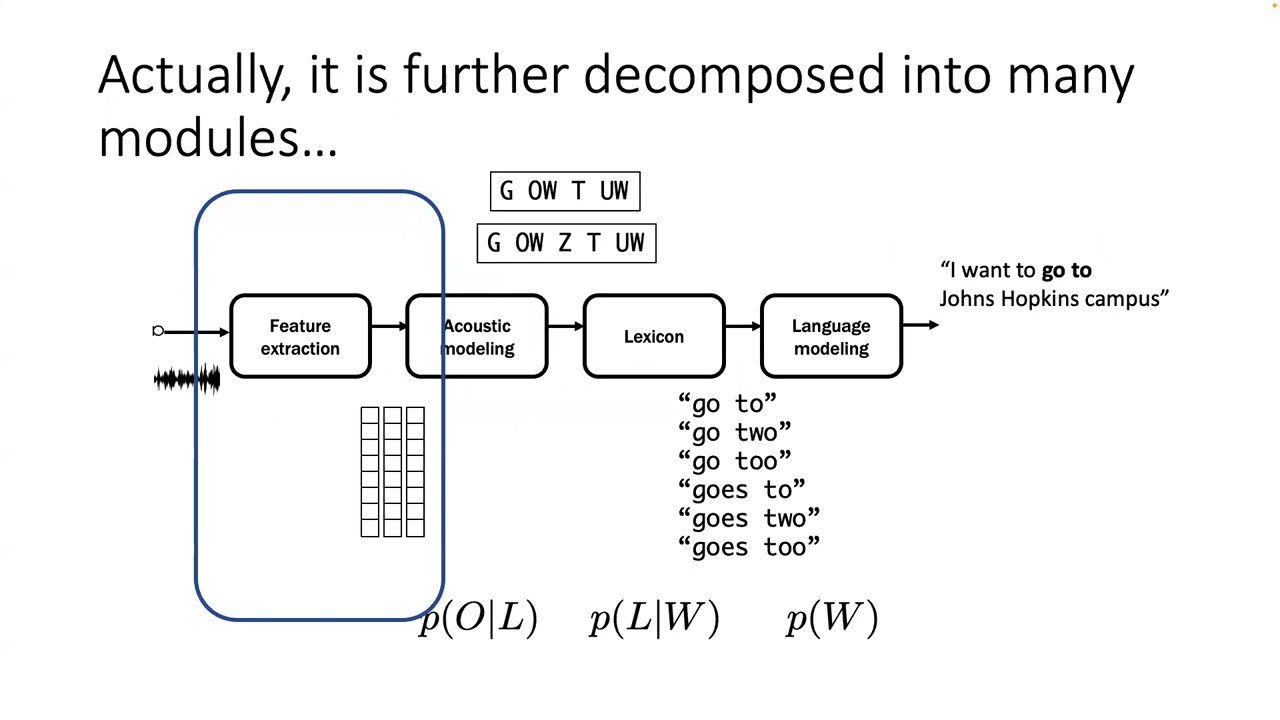 Actually, it is further decomposed into many
modules…
G OW T UW
G OW Z T UW
“I want to go to
Johns Hopkins campus”
Feature
extraction
Acoustic
modeling
Lexicon
Language
modeling
“go to”
“go two”
“go too”
“goes to”
“goes two”
“goes too”
p(O|L)
p(L|W)
p(W)